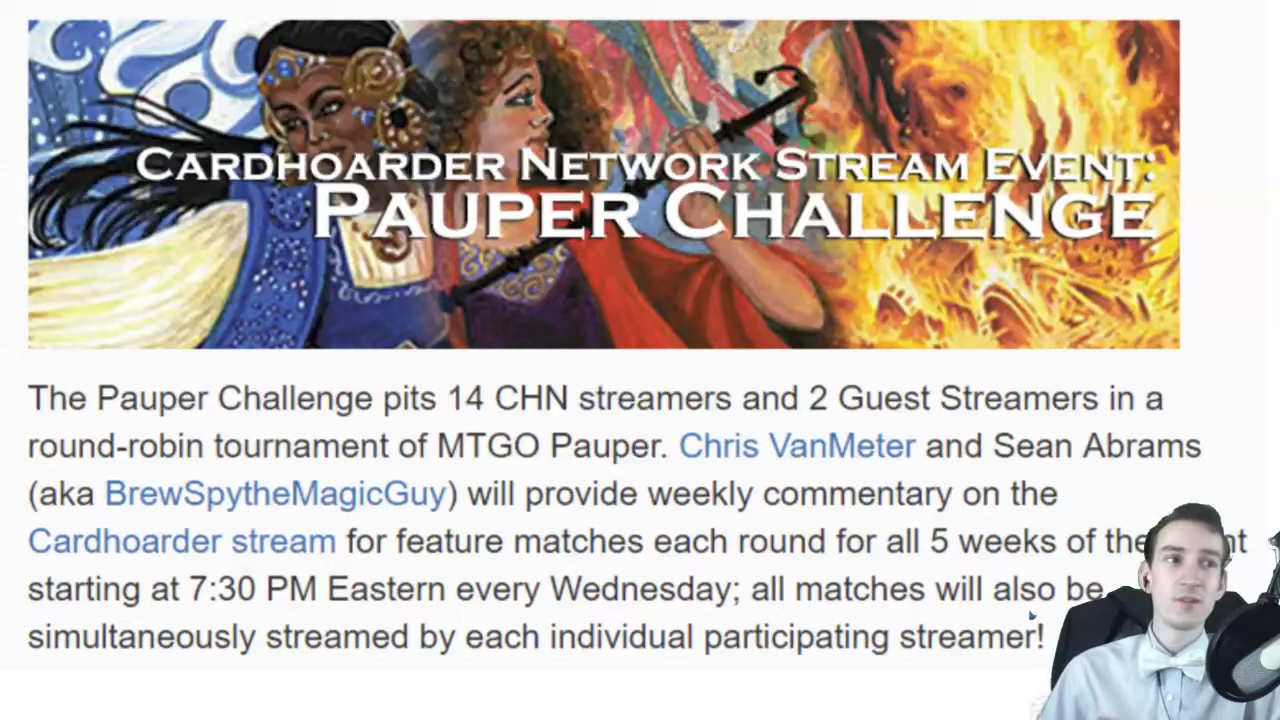 CARDHOARDER NETWORK STREAM EVENT:
PAUPER CHALLENGE
The Pauper Challenge pits 14 CHN streamers and 2 Guest Streamers in a
round-robin tournament of MTGO Pauper. Chris VanMeter and Sean Abrams
(aka BrewSpytheMagicGuy) will provide weekly commentary on the
Cardhoarder stream for feature matches each round for all 5 weeks of the
starting at 7:30 PM Eastern every Wednesday; all matches will also be
simultaneously streamed by each individual participating streamer!